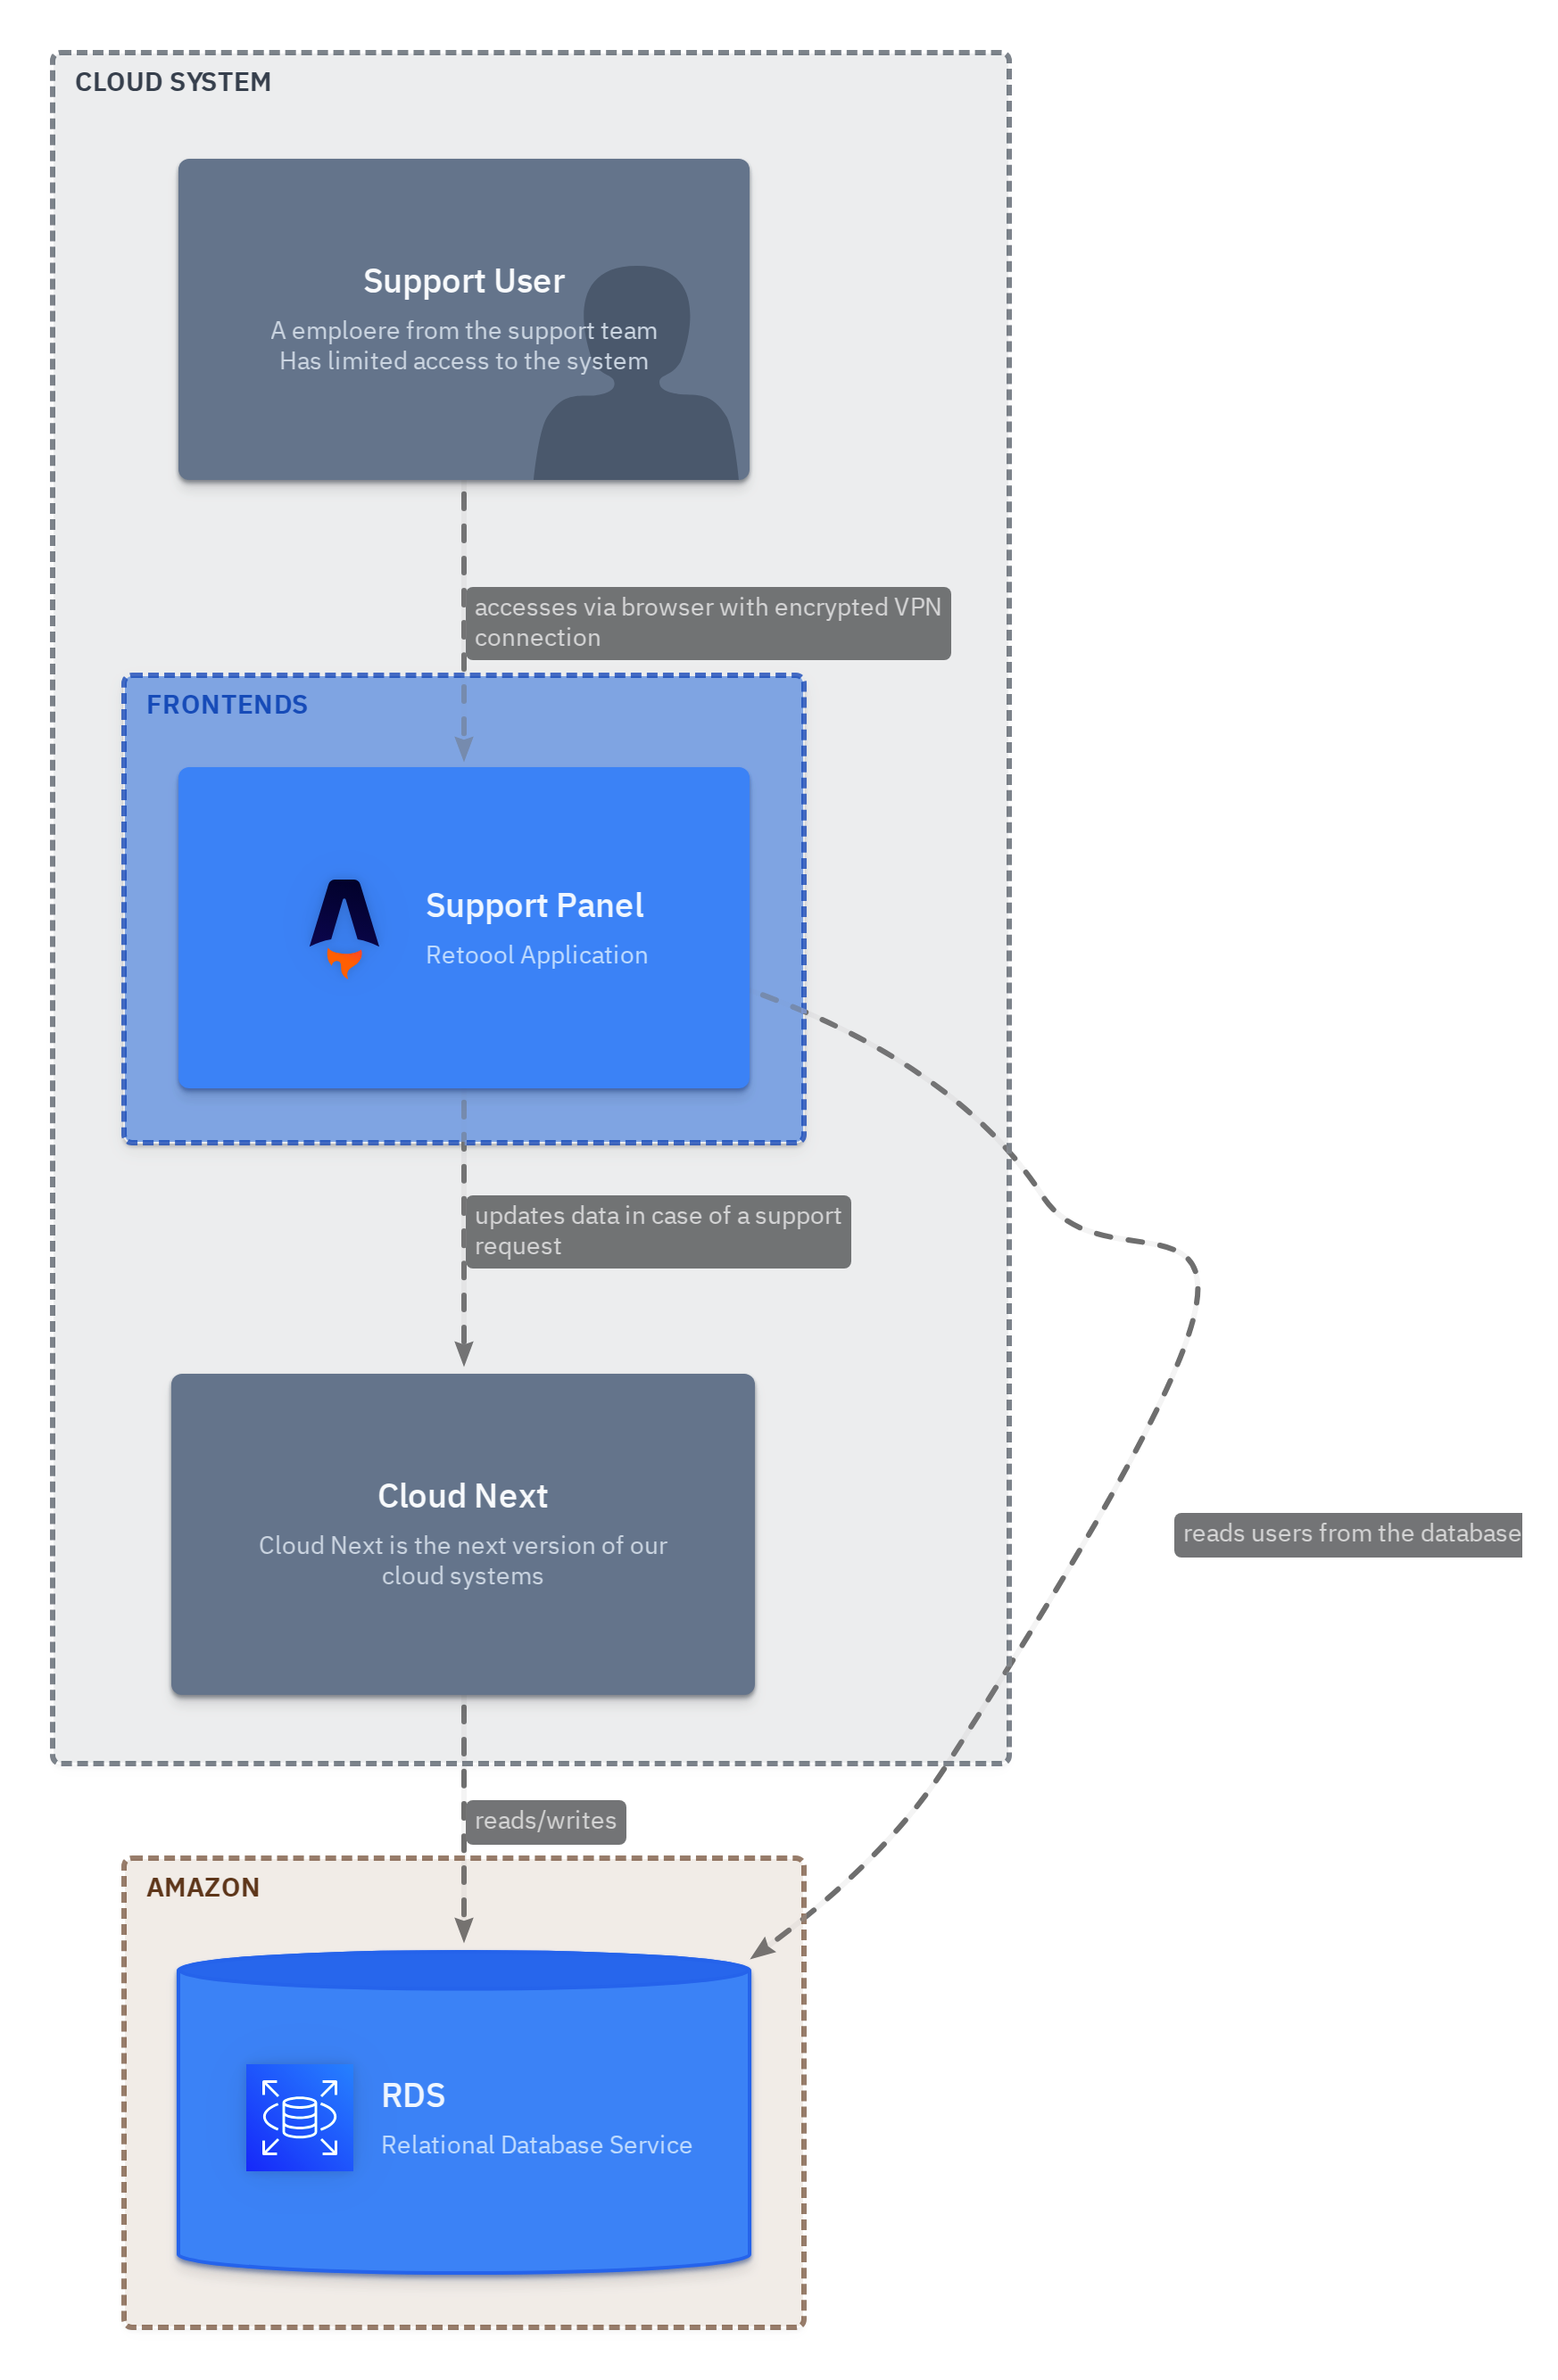 CLOUD SYSTEM
Support User
A emploere from the support team
Has limited access to the system
accesses via browser with encrypted VPN
connection
FRONTENDS
Support Panel
Retoool Application
updates data in case of a support
request
Cloud Next
Cloud Next is the next version of our
cloud systems
reads users from the database
reads/writes
AMAZON
RDS
Relational Database Service